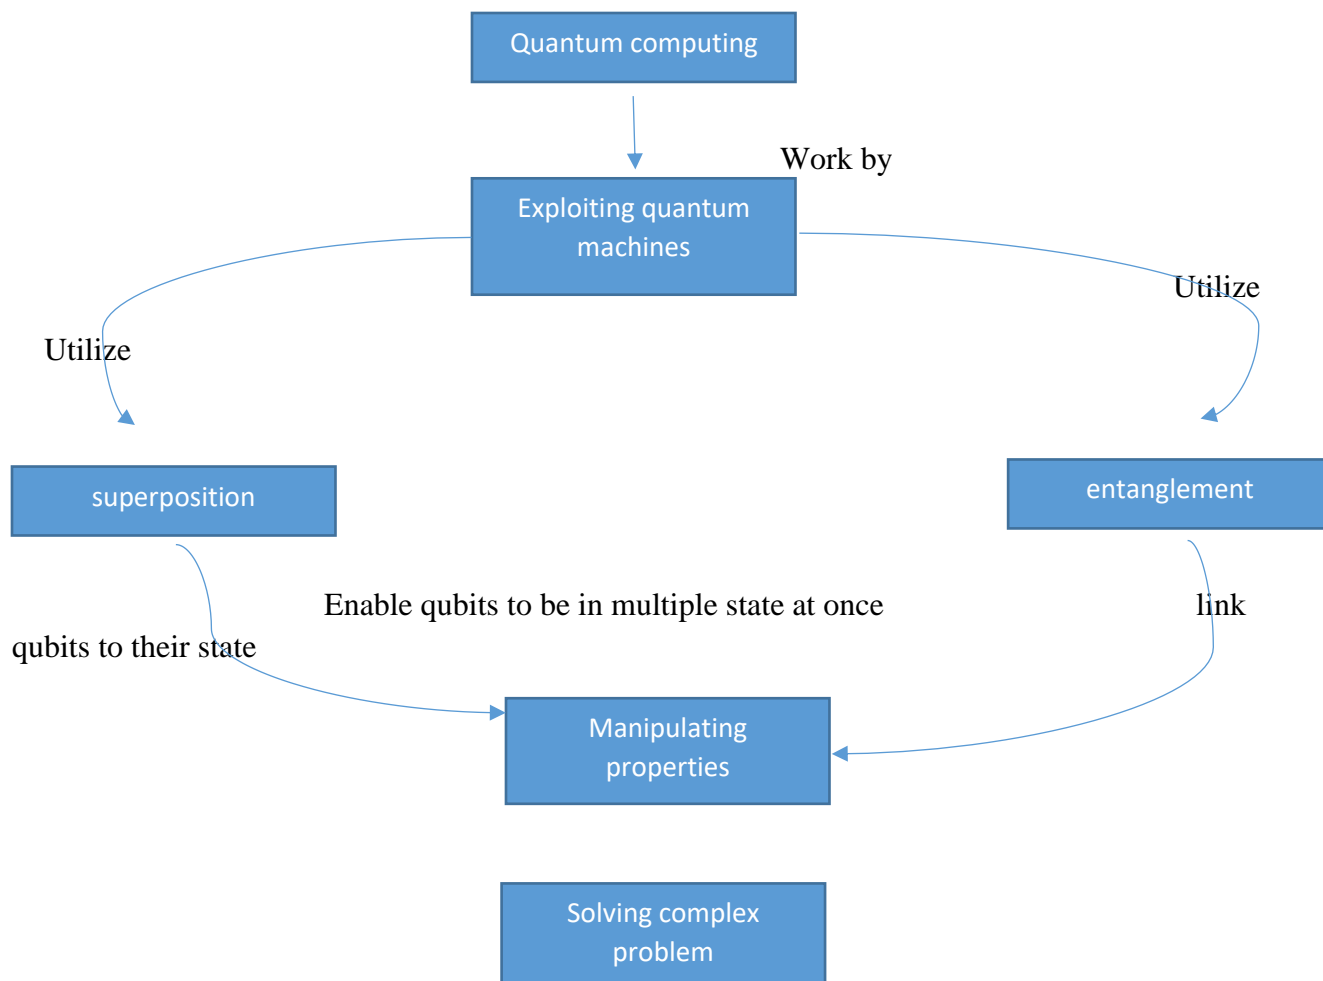 Quantum computing
Work by
Exploiting quantum
machines
Utilize
Utilize
superposition
entanglement
Enable qubits to be in multiple state at once
link
qubits to their state
Manipulating
properties
Solving complex
problem